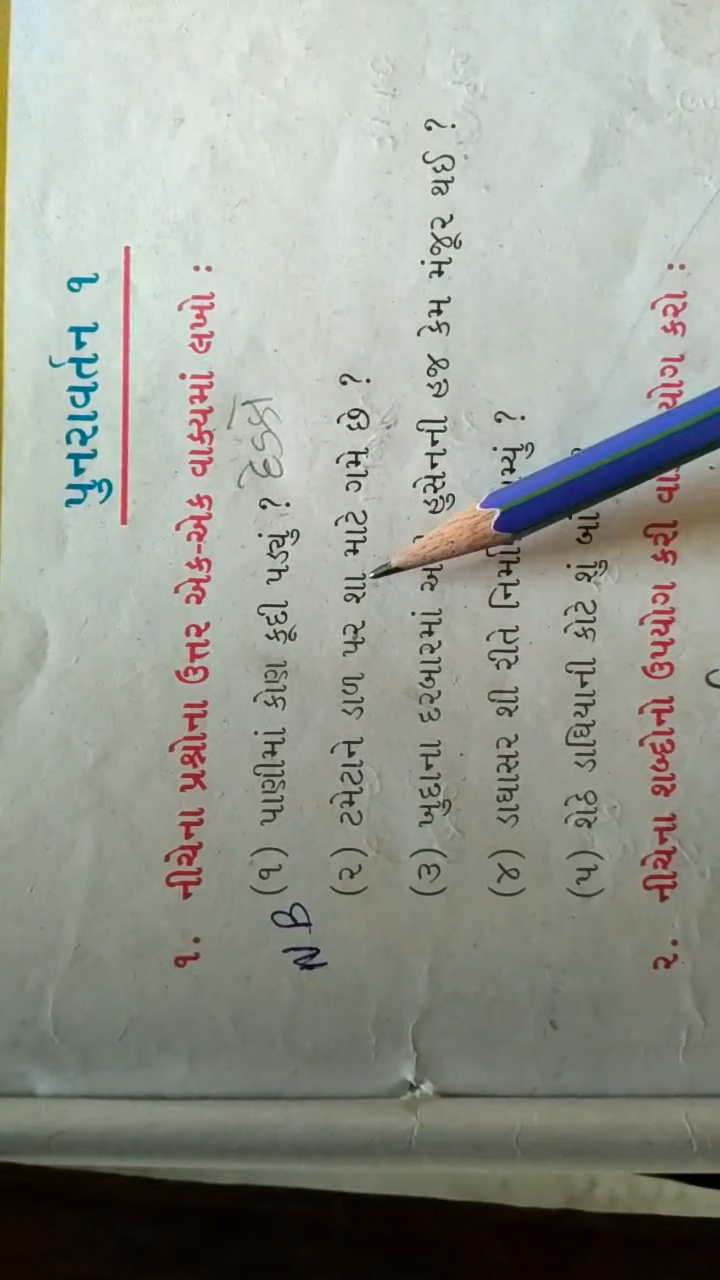 પુનરાવર્તન ૧
૧. નીચેના પ્રશ્નોના ઉત્તર એક-એક વાક્યમાં લખો :
NB (૧) પાણીમાં કોણ કૂદી પડ્યું ?
(૨) ટમેટાને ડાળ પર શા માટે ગમે છે ?
(૩) ખુદાના દરબારમાં હુસેનની હજ કેમ મંજૂર થઈ ?
(૪) ડાઘાસર શી રીતે ?
(૫) શેઠે ડાઘિયાની કોટે શું
૨. નીચેના શબ્દોનો ઉપયોગ કરી કરો :